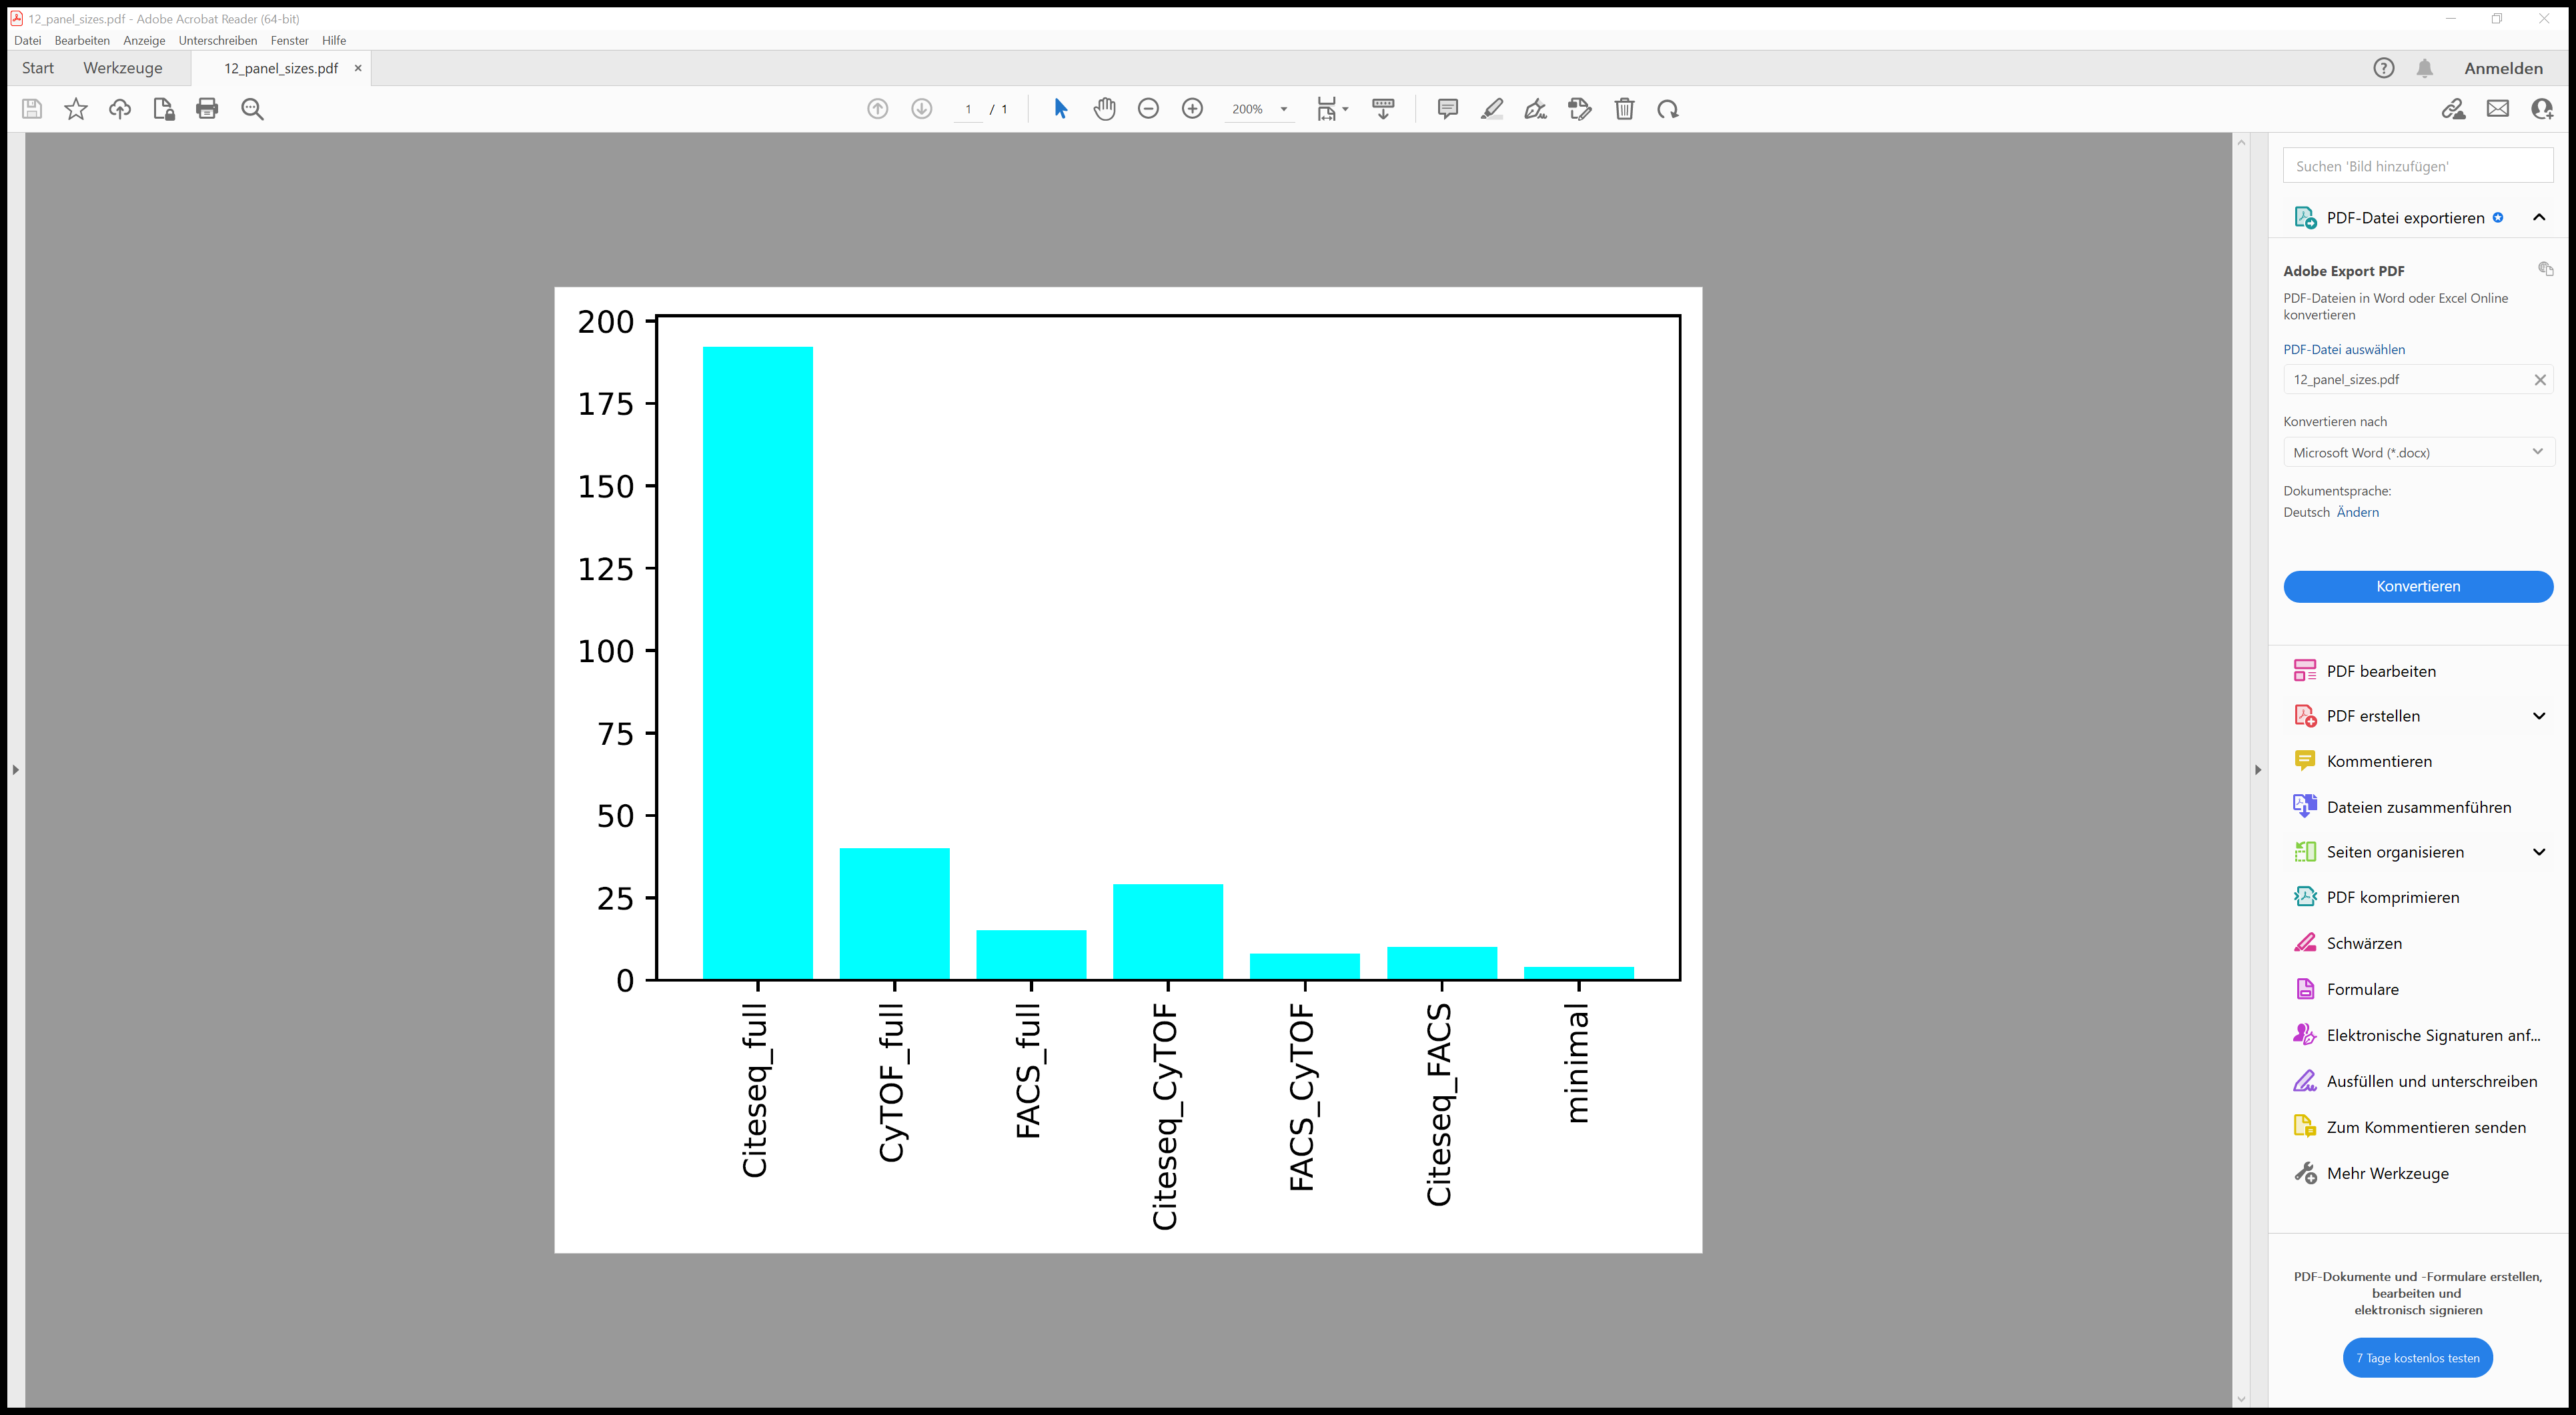 12_panel_sizes.pdf - Adobe Acrobat Reader (64-bit)
Datei Bearbeiten Anzeige Unterschreiben Fenster Hilfe
Start Werkzeuge 12_panel_sizes.pdf × Anmelden
1 / 1 200%
200
175
150
125
100
75
50
25
0
Citeseq_full
CyTOF_full
FACS_full
Citeseq_CyTOF
FACS_CyTOF
Citeseq_FACS
minimal
Suchen 'Bild hinzufügen'
PDF-Datei exportieren
Adobe Export PDF
PDF-Dateien in Word oder Excel Online
konvertieren
PDF-Datei auswählen
12_panel_sizes.pdf
Konvertieren nach
Microsoft Word (*.docx)
Dokumentsprache:
Deutsch Ändern
Konvertieren
PDF bearbeiten
PDF erstellen
Kommentieren
Dateien zusammenführen
Seiten organisieren
PDF komprimieren
Schwärzen
Formulare
Elektronische Signaturen anf...
Ausfüllen und unterschreiben
Zum Kommentieren senden
Mehr Werkzeuge
PDF-Dokumente und -Formulare erstellen,
bearbeiten und
elektronisch signieren
7 Tage kostenlos testen